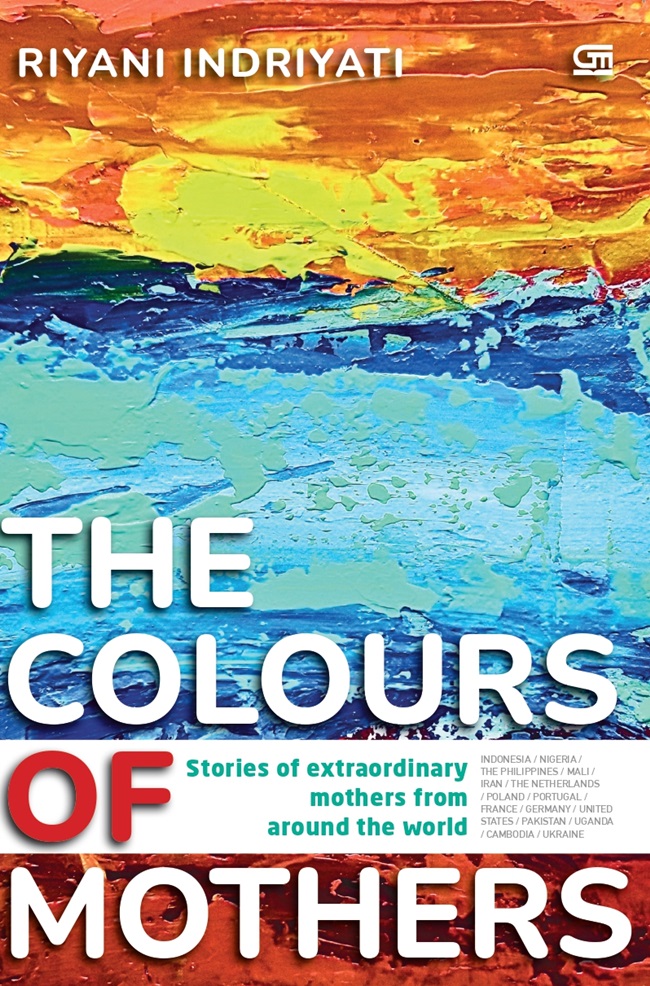 RIYANI INDRIYATI
GM
THE
COLOURS
OF
Stories of extraordinary
mothers from
around the world
INDONESIA / NIGERIA /
THE PHILIPPINES / MALI /
IRAN / THE NETHERLANDS
/ POLAND / PORTUGAL /
FRANCE / GERMANY / UNITED
STATES / PAKISTAN / UGANDA
/ CAMBODIA / UKRAINE
MOTHERS